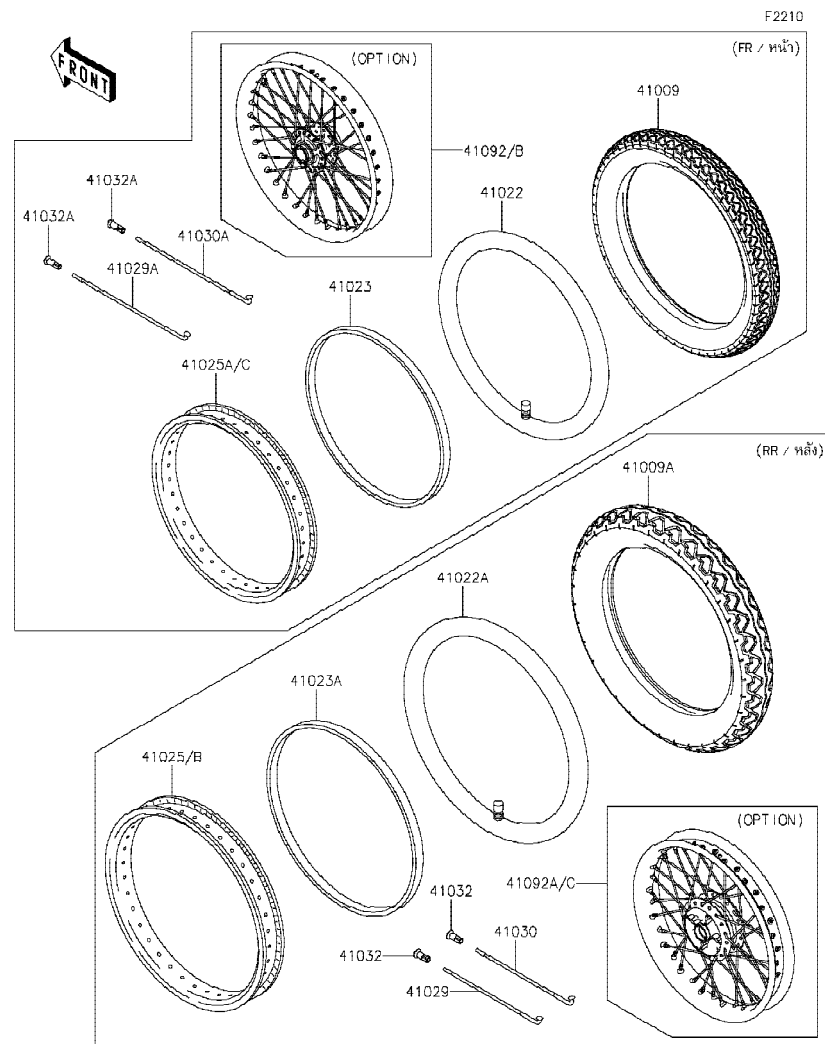 F2210
FRONT
(OPTION)
(FR / หน้า)
41009
41092/B
41032A
41022
41032A
41030A
41029A
41023
41025A/C
(RR / หลัง)
41009A
41022A
41023A
41025/B
(OPTION)
41092A/C
41032
41030
41032
41029